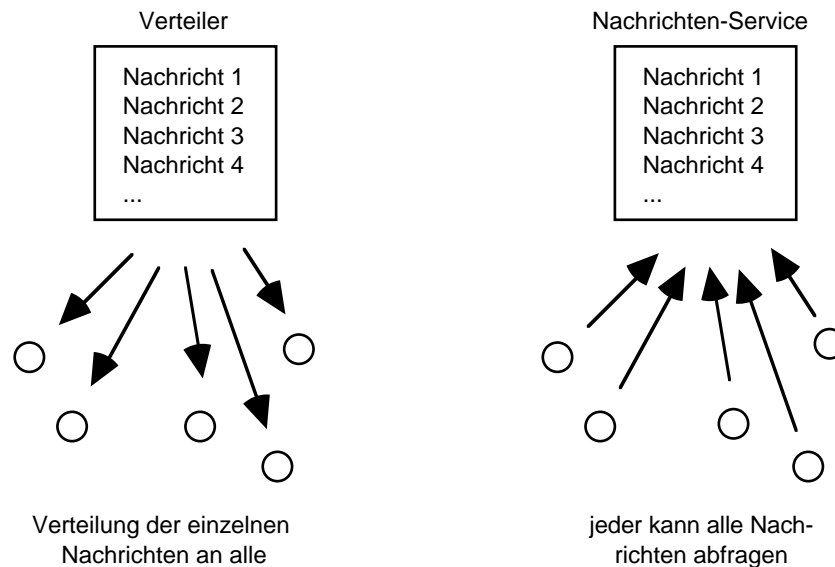 Verteiler
Nachricht 1
Nachricht 2
Nachricht 3
Nachricht 4
...
Verteilung der einzelnen
Nachrichten an alle
Nachrichten-Service
Nachricht 1
Nachricht 2
Nachricht 3
Nachricht 4
...
jeder kann alle Nach-
richten abfragen